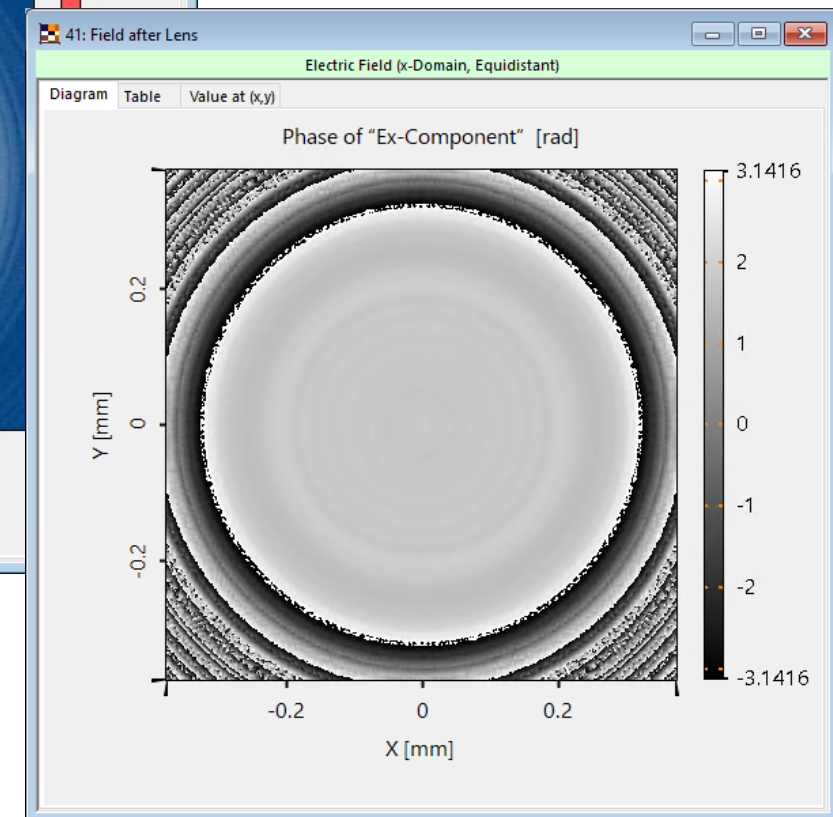 41: Field after Lens
Electric Field (x-Domain, Equidistant)
Diagram Table Value at (x,y)
Phase of “Ex-Component” [rad]
3.1416
2
1
0
-1
-2
-3.1416
Y [mm]
0.2
0
-0.2
-0.2 0 0.2
X [mm]